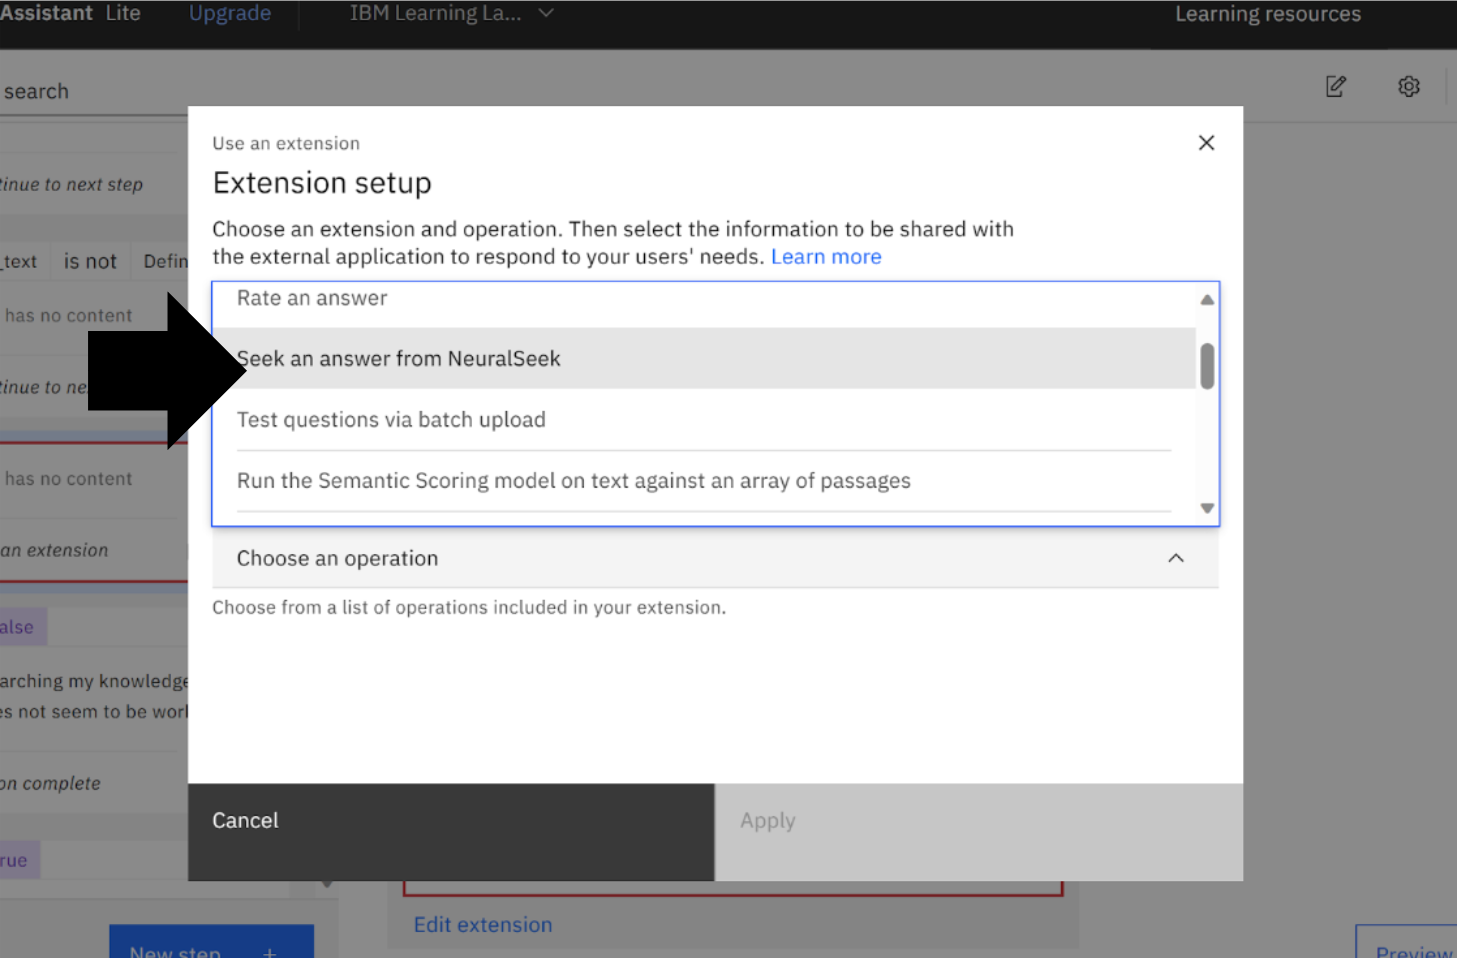 Assistant Lite Upgrade IBM Learning La... Learning resources
search
Use an extension
Extension setup
Choose an extension and operation. Then select the information to be shared with
the external application to respond to your users' needs. Learn more
tinue to next step
_text is not Defin
has no content
tinue to ne
has no content
an extension
alse
arching my knowledge
es not seem to be worl
on complete
rue
Rate an answer
Seek an answer from NeuralSeek
Test questions via batch upload
Run the Semantic Scoring model on text against an array of passages
Choose an operation
Choose from a list of operations included in your extension.
Cancel Apply
Edit extension
New step +
Preview